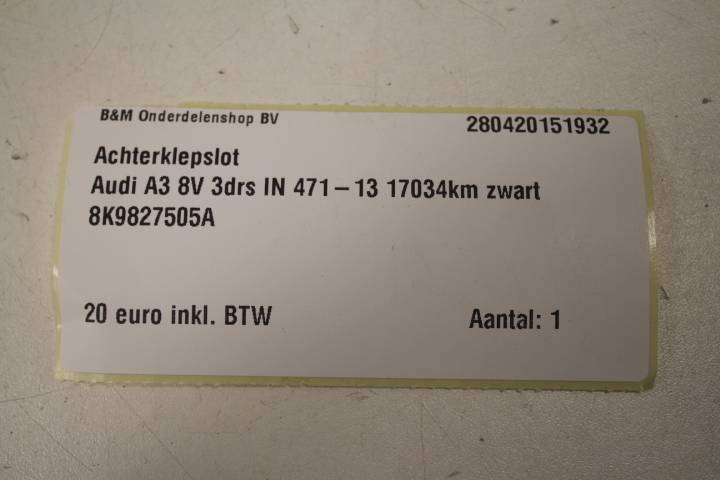 B&M Onderdelenshop BV
280420151932
Achterklepslot
Audi A3 8V 3drs IN 471-13 17034km zwart
8K9827505A
20 euro inkl. BTW
Aantal: 1